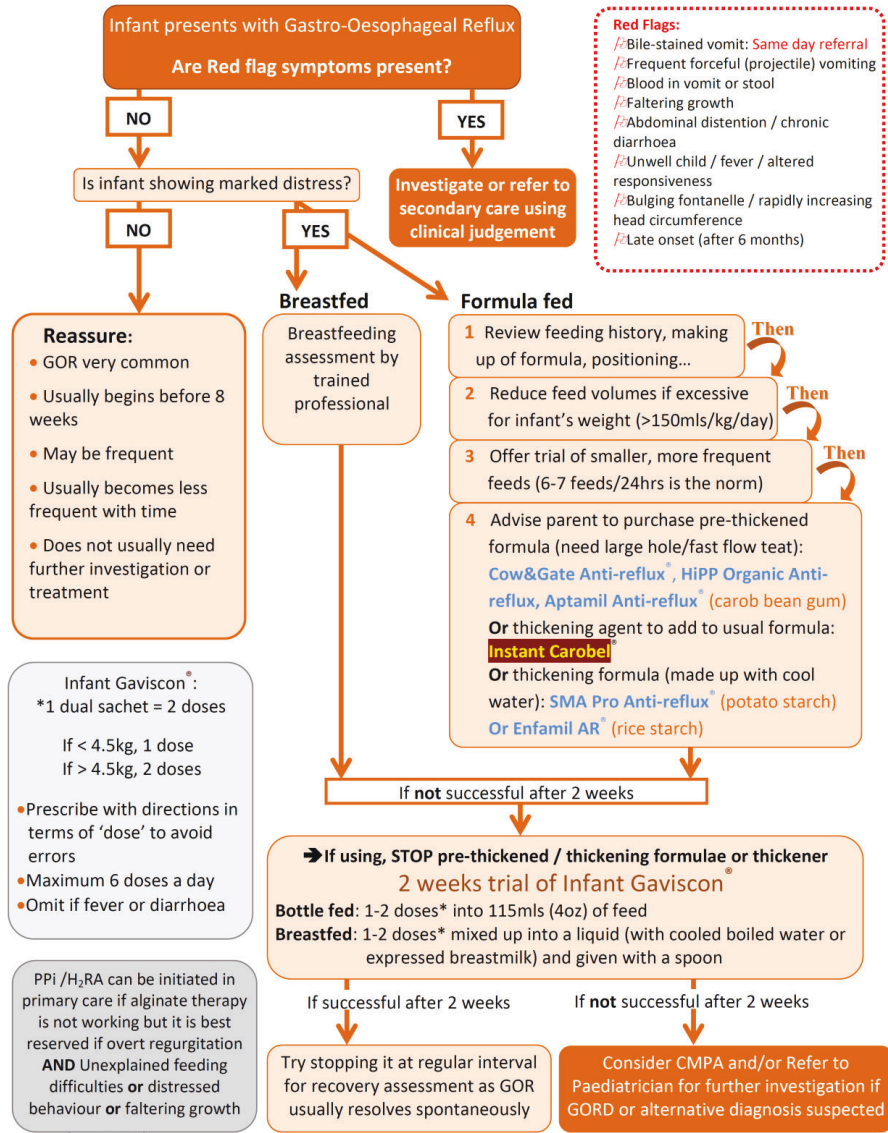 Infant presents with Gastro-Oesophageal Reflux
Are Red flag symptoms present?
Red Flags:
Bile-stained vomit: Same day referral
Frequent forceful (projectile) vomiting
Blood in vomit or stool
Faltering growth
Abdominal distention / chronic
diarrhoea
Unwell child / fever / altered
responsiveness
Bulging fontanelle / rapidly increasing
head circumference
Late onset (after 6 months)
NO
YES
Is infant showing marked distress?
Investigate or refer to
secondary care using
clinical judgement
NO
YES
Reassure:
• GOR very common
• Usually begins before 8
weeks
• May be frequent
• Usually becomes less
frequent with time
• Does not usually need
further investigation or
treatment
Breastfed
Breastfeeding
assessment by
trained
professional
Formula fed
1 Review feeding history, making
up of formula, positioning...
Then
2 Reduce feed volumes if excessive
for infant's weight (>150mls/kg/day)
Then
3 Offer trial of smaller, more frequent
feeds (6-7 feeds/24hrs is the norm)
Then
4 Advise parent to purchase pre-thickened
formula (need large hole/fast flow teat):
Cow&Gate Anti-reflux®, HiPP Organic Anti-
reflux, Aptamil Anti-reflux® (carob bean gum)
Or thickening agent to add to usual formula:
Instant Carobel®
Or thickening formula (made up with cool
water): SMA Pro Anti-reflux® (potato starch)
Or Enfamil AR® (rice starch)
Infant Gaviscon®:
*1 dual sachet = 2 doses
If < 4.5kg, 1 dose
If > 4.5kg, 2 doses
•Prescribe with directions in
terms of 'dose' to avoid
errors
•Maximum 6 doses a day
•Omit if fever or diarrhoea
If not successful after 2 weeks
➔If using, STOP pre-thickened / thickening formulae or thickener
2 weeks trial of Infant Gaviscon®
Bottle fed: 1-2 doses* into 115mls (4oz) of feed
Breastfed: 1-2 doses* mixed up into a liquid (with cooled boiled water or
expressed breastmilk) and given with a spoon
PPi /H₂RA can be initiated in
primary care if alginate therapy
is not working but it is best
reserved if overt regurgitation
AND Unexplained feeding
difficulties or distressed
behaviour or faltering growth
If successful after 2 weeks
If not successful after 2 weeks
Try stopping it at regular interval
for recovery assessment as GOR
usually resolves spontaneously
Consider CMPA and/or Refer to
Paediatrician for further investigation if
GORD or alternative diagnosis suspected